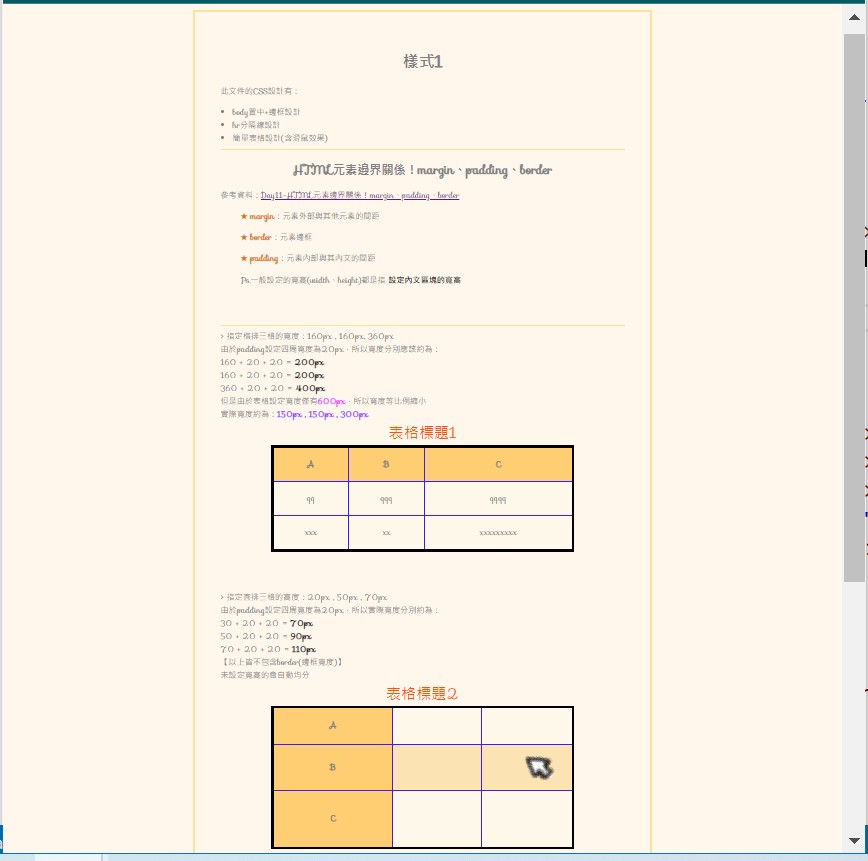 樣式1
此文件的CSS設計有：
• body置中+邊框設計
• hr分隔線設計
• 簡單表格設計(含滑鼠效果)
HTML元素邊界關係！margin、padding、border
參考資料：Day11-HTML元素邊界關係！margin、padding、border
★ margin：元素外部與其他元素的間距
★ border：元素邊框
★ padding：元素內部與其內文的間距
Ps.一般設定的寬高(width、height)都是指 設定內文區塊的寬高
> 指定橫排三格的寬度：160px , 160px, 360px
由於padding設定四周寬度為20px，所以寬度分別應該約為：
160 + 20 + 20 = 200px
160 + 20 + 20 = 200px
360 + 20 + 20 = 400px
但是由於表格設定寬度僅有600px，所以寬度等比例縮小
實際寬度約為：150px , 150px , 300px
表格標題1
A B C
qq qqq qqqq
xxx xx xxxxxxxxx
> 指定直排三格的高度：20px , 50px , 70px
由於padding設定四周寬度為20px，所以實際寬度分別約為：
30 + 20 + 20 = 70px
50 + 20 + 20 = 90px
70 + 20 + 20 = 110px
【以上皆不包含border(邊框寬度)】
未設定寬高的會自動均分
表格標題2
A
B
C